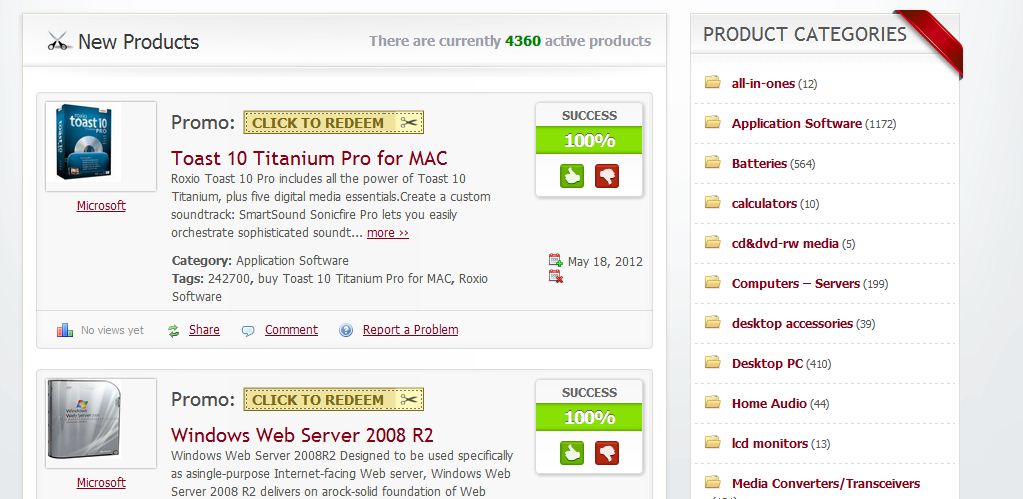 New Products
There are currently 4360 active products
roxio
toast 10
PRO
Microsoft
Promo:
CLICK TO REDEEM
Toast 10 Titanium Pro for MAC
Roxio Toast 10 Pro includes all the power of Toast 10
Titanium, plus five digital media essentials.Create a custom
soundtrack: SmartSound Sonicfire Pro lets you easily
orchestrate sophisticated soundt... more ››
Category: Application Software
Tags: 242700, buy Toast 10 Titanium Pro for MAC, Roxio
Software
SUCCESS
100%
May 18, 2012
No views yet
Share
Comment
Report a Problem
Windows
Web Server 2008
Microsoft
Promo:
CLICK TO REDEEM
Windows Web Server 2008 R2
Windows Web Server 2008R2 Designed to be used specifically
as asingle-purpose Internet-facing Web server, Windows Web
Server 2008 R2 delivers on arock-solid foundation of Web
SUCCESS
100%
PRODUCT CATEGORIES
all-in-ones (12)
Application Software (1172)
Batteries (564)
calculators (10)
cd&dvd-rw media (5)
Computers – Servers (199)
desktop accessories (39)
Desktop PC (410)
Home Audio (44)
lcd monitors (13)
Media Converters/Transceivers